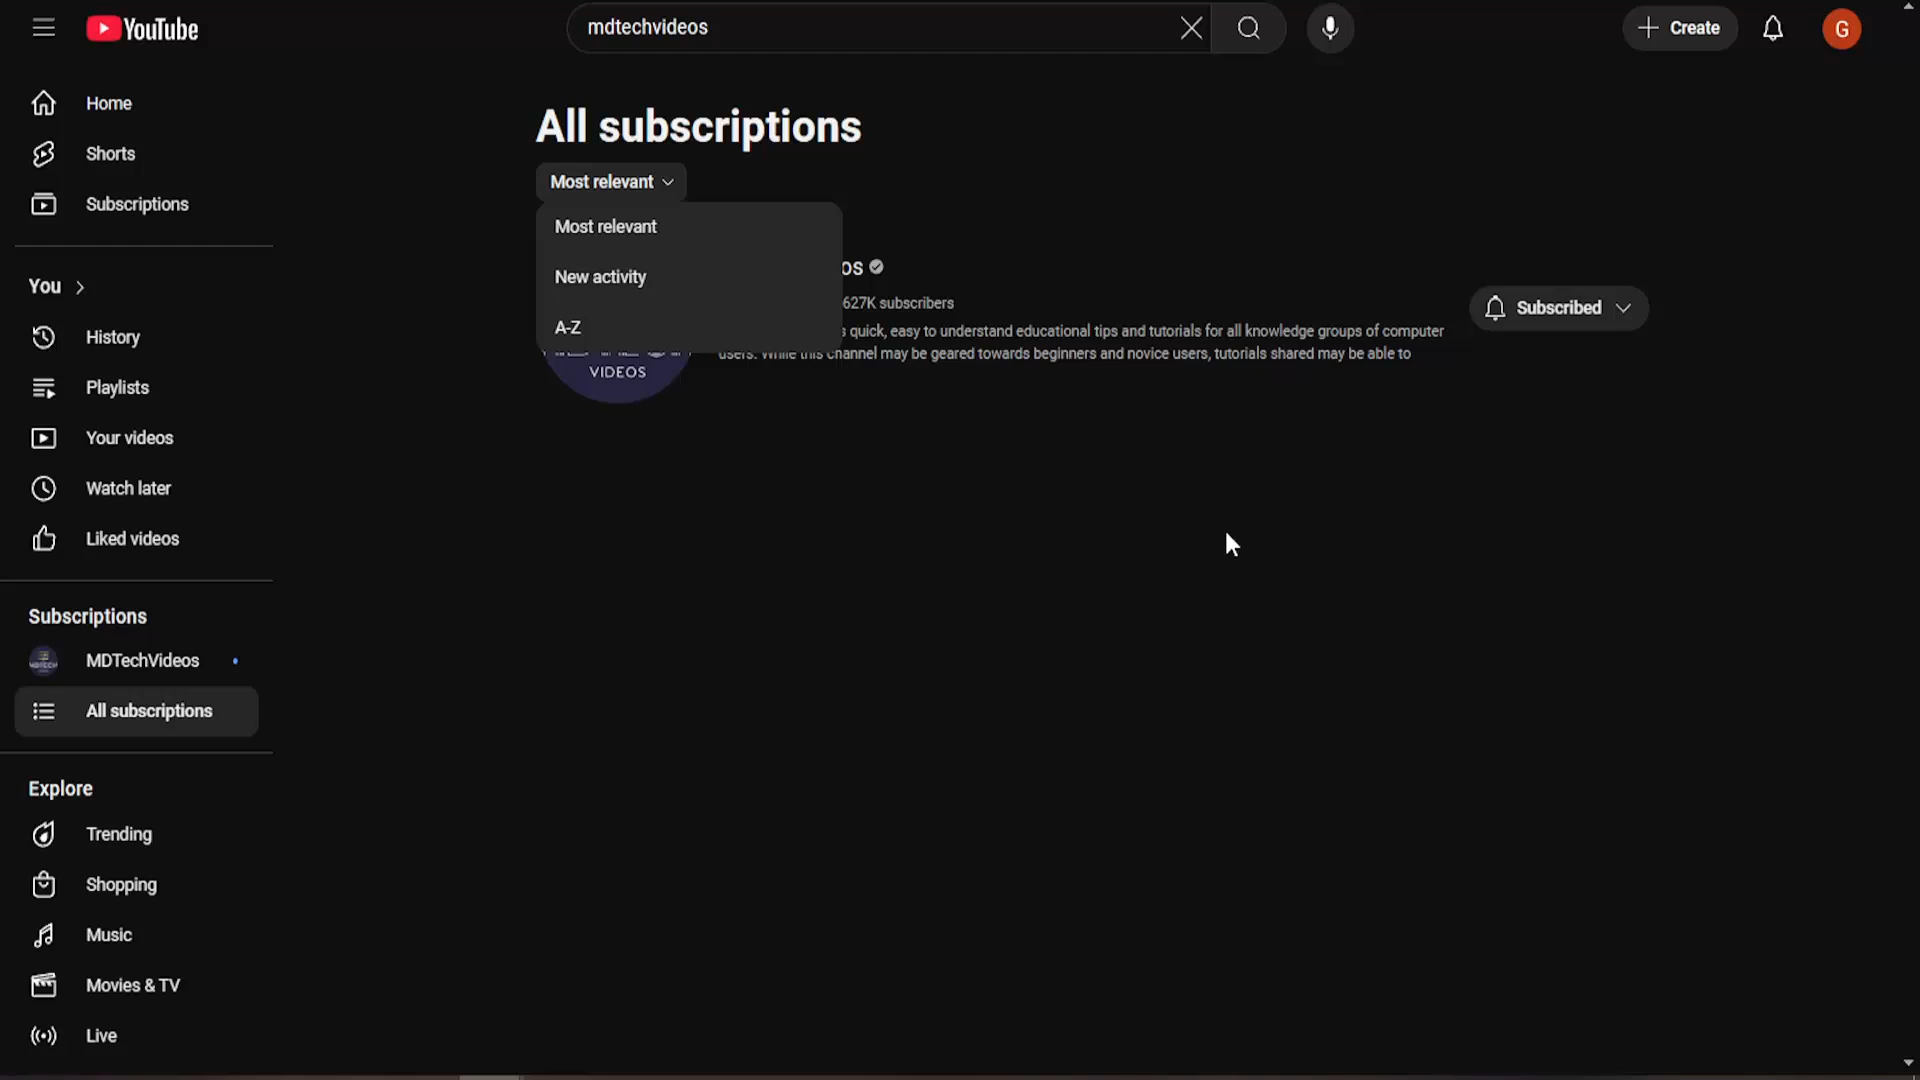 YouTube
mdtechvideos
Create
G
Home
Shorts
Subscriptions
You
History
Playlists
Your videos
Watch later
Liked videos
Subscriptions
MDTechVideos
All subscriptions
Explore
Trending
Shopping
Music
Movies & TV
Live
All subscriptions
Most relevant
Most relevant
New activity
A-Z
os
627K subscribers
quick, easy to understand educational tips and tutorials for all knowledge groups of computer
users. While this channel may be geared towards beginners and novice users, tutorials shared may be able to
VIDEOS
Subscribed